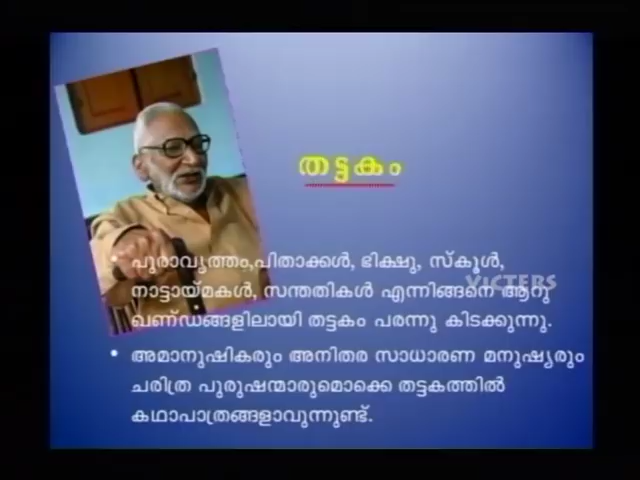 തട്ടകം
പുരാവൃത്തം,പിതാക്കൾ, ഭിക്ഷു, സ്കൂൾ,
VICTERS
നാട്ടായ്മകൾ, സന്തതികൾ എന്നിങ്ങനെ ആറു
ഖണ്ഡങ്ങളിലായി തട്ടകം പരന്നു കിടക്കുന്നു.
അമാനുഷികരും അനിതര സാധാരണ മനുഷ്യരും
ചരിത്ര പുരുഷന്മാരുമൊക്കെ തട്ടകത്തിൽ
കഥാപാത്രങ്ങളാവുന്നുണ്ട്.